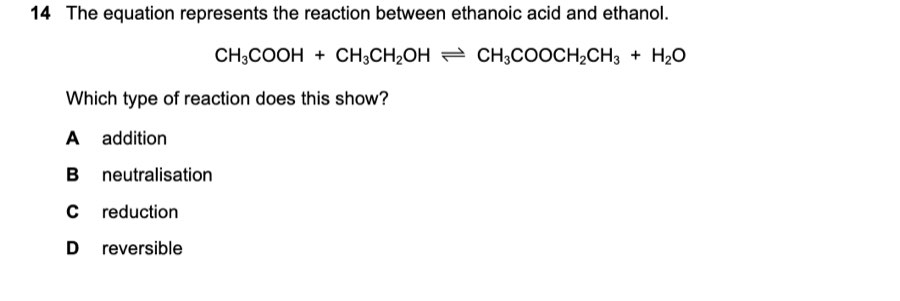 14 The equation represents the reaction between ethanoic acid and ethanol.
CH₃COOH + CH₃CH₂OH ⇌ CH₃COOCH₂CH₃ + H₂O
Which type of reaction does this show?
A addition
B neutralisation
C reduction
D reversible